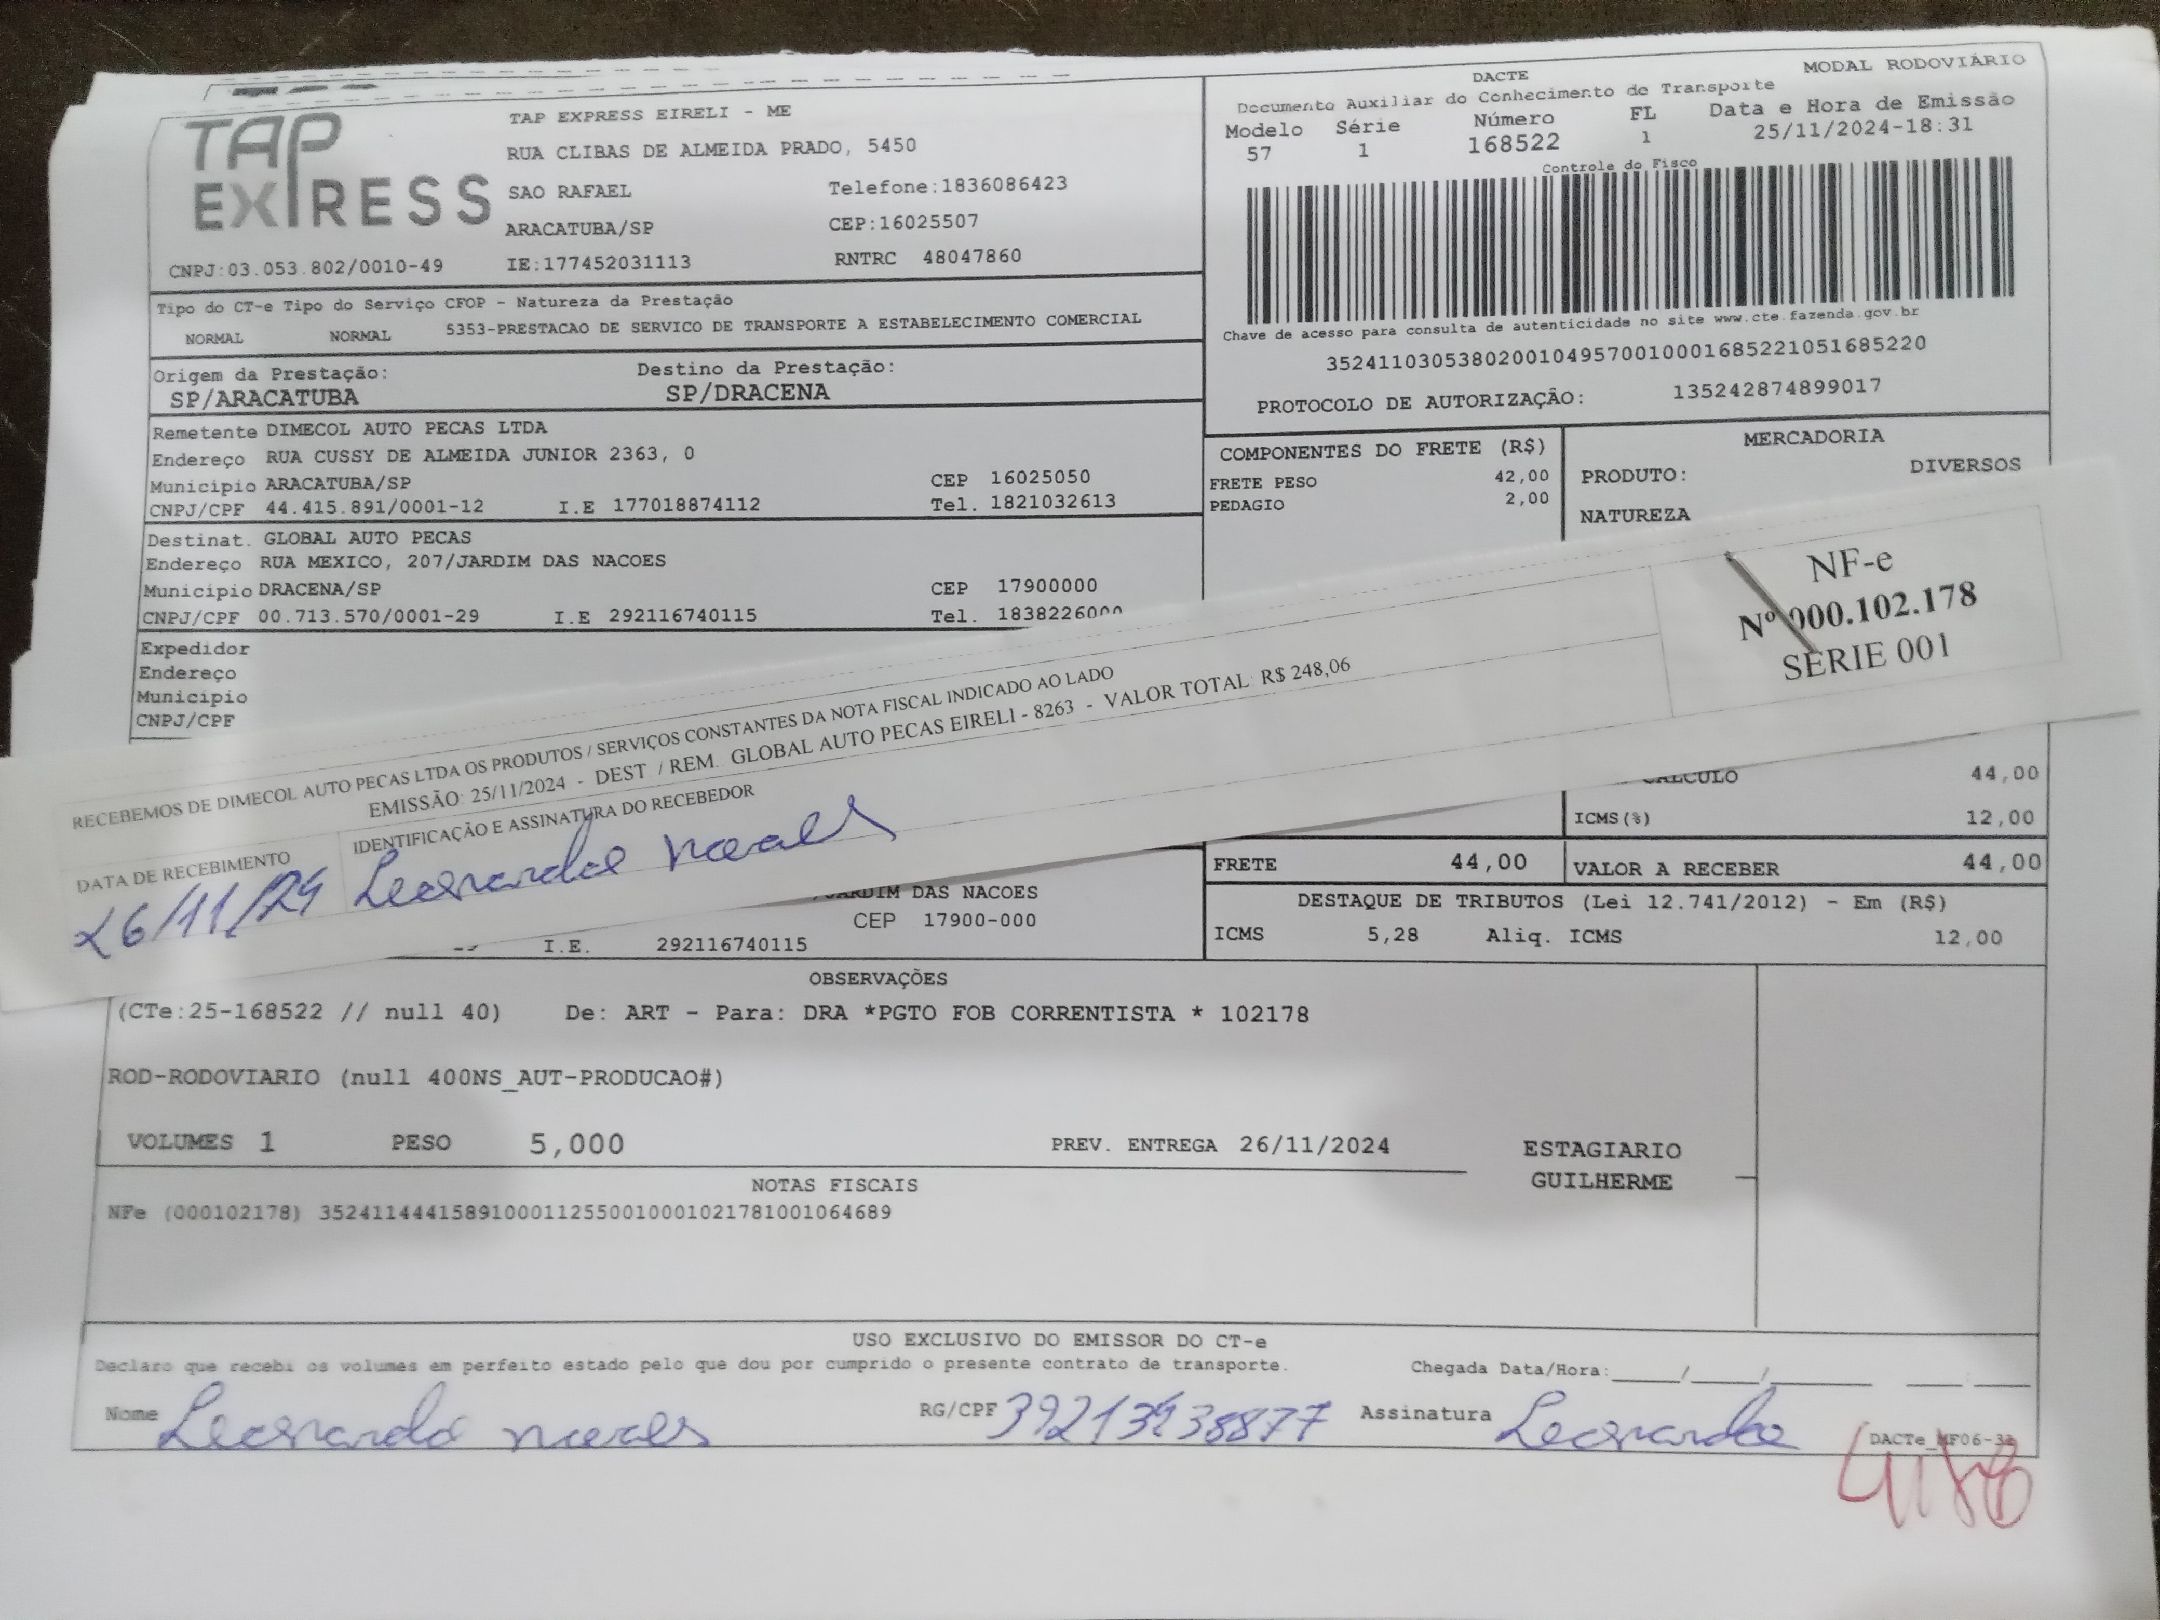 TAP EXPRESS
TAP EXPRESS EIRELI - ME
RUA CLIBAS DE ALMEIDA PRADO, 5450
SAO RAFAEL Telefone:1836086423
ARACATUBA/SP CEP:16025507
CNPJ:03.053.802/0010-49 IE:177452031113 RNTRC 48047860
DACTE MODAL RODOVIÁRIO
Documento Auxiliar do Conhecimento de Transporte
Modelo Série Número FL Data e Hora de Emissão
57 1 168522 1 25/11/2024-18:31
Controle do Fisco
Chave de acesso para consulta de autenticidade no site www.cte.fazenda.gov.br
35241103053802001049570010001685221051685220
PROTOCOLO DE AUTORIZAÇÃO: 135242874899017
Tipo do CT-e Tipo do Serviço CFOP - Natureza da Prestação
NORMAL NORMAL 5353-PRESTACAO DE SERVICO DE TRANSPORTE A ESTABELECIMENTO COMERCIAL
Origem da Prestação: Destino da Prestação:
SP/ARACATUBA SP/DRACENA
Remetente DIMECOL AUTO PECAS LTDA
Endereço RUA CUSSY DE ALMEIDA JUNIOR 2363, 0
Municipio ARACATUBA/SP CEP 16025050
CNPJ/CPF 44.415.891/0001-12 I.E 177018874112 Tel. 1821032613
Destinat. GLOBAL AUTO PECAS
Endereço RUA MEXICO, 207/JARDIM DAS NACOES
Municipio DRACENA/SP CEP 17900000
CNPJ/CPF 00.713.570/0001-29 I.E 292116740115 Tel. 1838226000
Expedidor
Endereço
Municipio
CNPJ/CPF
COMPONENTES DO FRETE (R$)
FRETE PESO 42,00
PEDAGIO 2,00
MERCADORIA
PRODUTO: DIVERSOS
NATUREZA
RECEBEMOS DE DIMECOL AUTO PECAS LTDA OS PRODUTOS / SERVIÇOS CONSTANTES DA NOTA FISCAL INDICADO AO LADO
EMISSÃO: 25/11/2024 - DEST. / REM. GLOBAL AUTO PECAS EIRELI - 8263 - VALOR TOTAL: R$ 248,06
DATA DE RECEBIMENTO IDENTIFICAÇÃO E ASSINATURA DO RECEBEDOR
26/11/24 Leonardo
NF-e
Nº 000.102.178
SÉRIE 001
CALCULO 44,00
ICMS(%) 12,00
FRETE 44,00 VALOR A RECEBER 44,00
DESTAQUE DE TRIBUTOS (Lei 12.741/2012) - Em (R$)
ICMS 5,28 Aliq. ICMS 12,00
JARDIM DAS NACOES
CEP 17900-000
I.E. 292116740115
OBSERVAÇÕES
(CTe:25-168522 // null 40) De: ART - Para: DRA *PGTO FOB CORRENTISTA * 102178
ROD-RODOVIARIO (null 400NS_AUT-PRODUCAO#)
VOLUMES 1 PESO 5,000 PREV. ENTREGA 26/11/2024 ESTAGIARIO
GUILHERME
NOTAS FISCAIS
NFe (000102178) 35241144415891000112550010001021781001064689
USO EXCLUSIVO DO EMISSOR DO CT-e
Declaro que recebi os volumes em perfeito estado pelo que dou por cumprido o presente contrato de transporte. Chegada Data/Hora:
Nome Leonardo RG/CPF Assinatura Leonardo